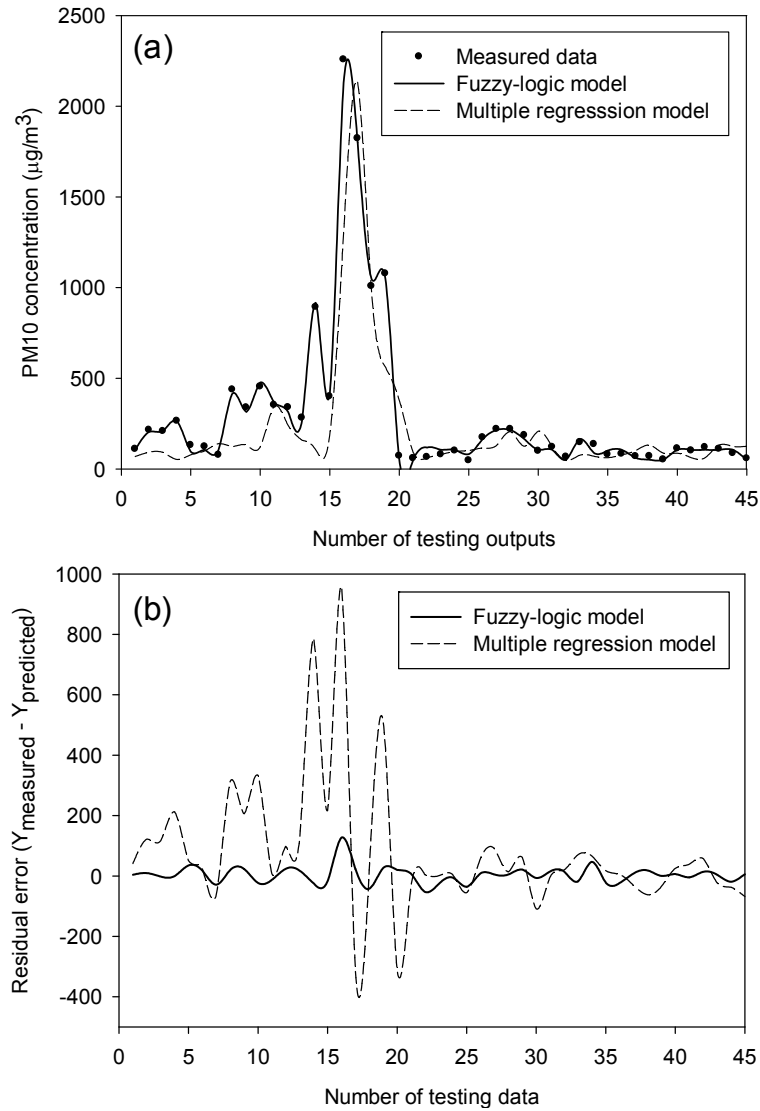 (a)
Measured data
Fuzzy-logic model
Multiple regresssion model
PM10 concentration (μg/m3)
2500
2000
1500
1000
500
0
0 5 10 15 20 25 30 35 40 45
Number of testing outputs
(b)
Fuzzy-logic model
Multiple regression model
Residual error (Ymeasured - Ypredicted)
1000
800
600
400
200
0
-200
-400
0 5 10 15 20 25 30 35 40 45
Number of testing data